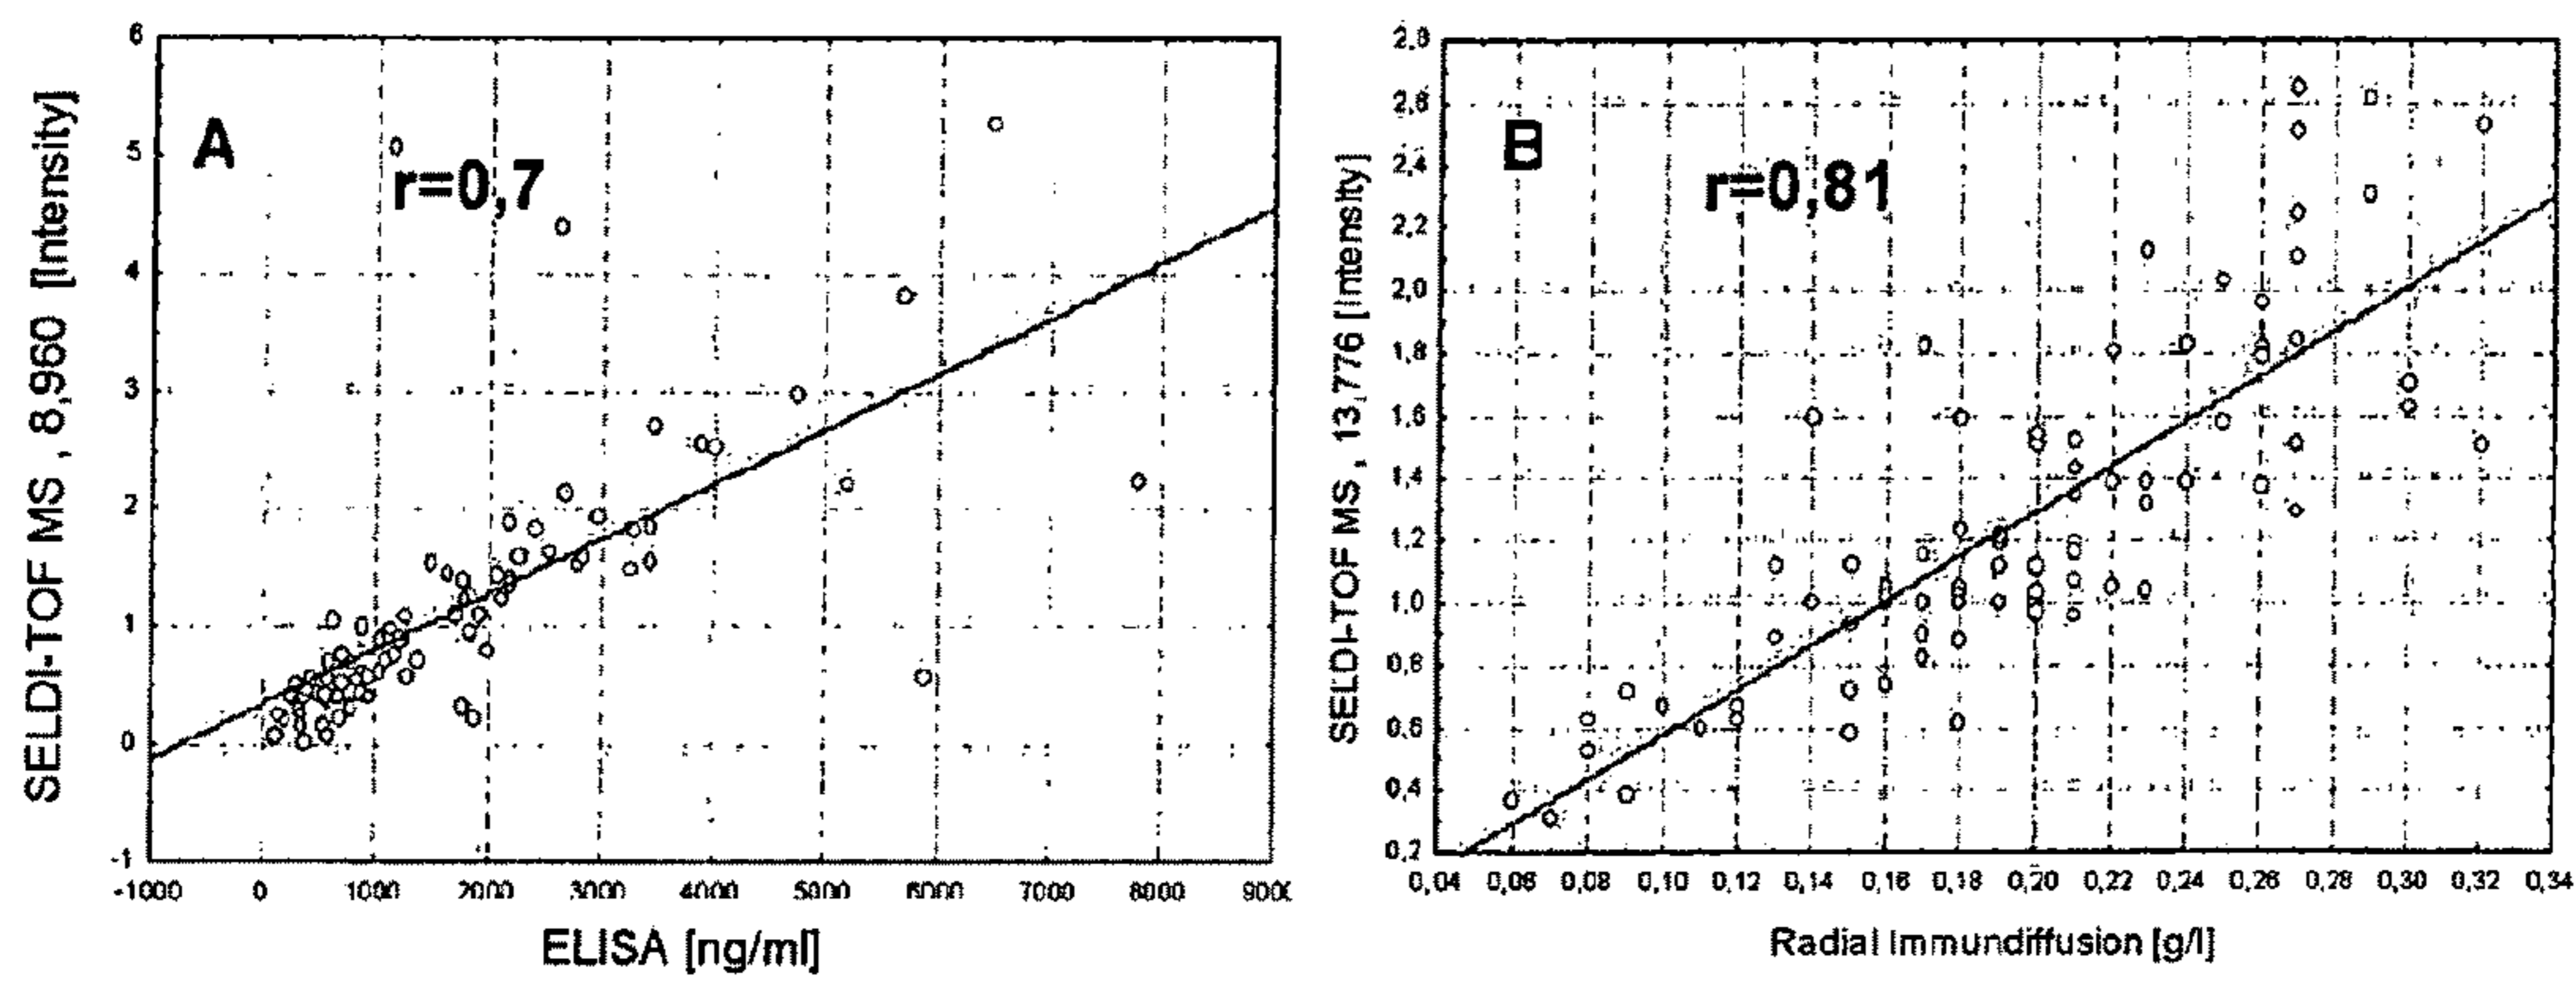 SELDI-TOF MS , 8,960 [Intensity]
6
5
4
3
2
1
0
-1
A
r=0,7
-1000 0 1000 2000 3000 4000 5000 6000 7000 8000
ELISA [ng/ml]
SELDI-TOF MS , 13,776 [Intensity]
2,8
2,6
2,4
2,2
2,0
1,8
1,6
1,4
1,2
1,0
0,8
0,6
0,4
0,2
B
r=0,81
0,04 0,06 0,08 0,10 0,12 0,14 0,16 0,18 0,20 0,22 0,24 0,26 0,28 0,30 0,32 0,34
Radial Immundiffusion [g/l]